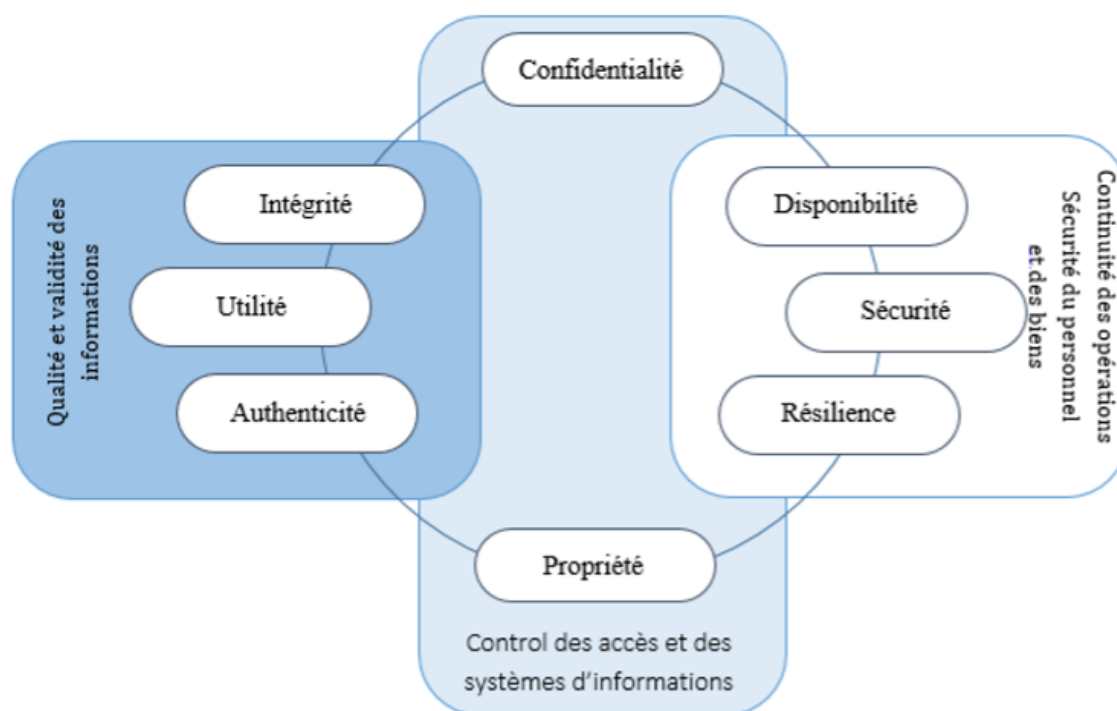 Confidentialité
Qualité et validité des
informations
Intégrité
Utilité
Authenticité
Disponibilité
Sécurité
Résilience
Continuité des opérations
Sécurité du personnel
et des biens
Propriété
Control des accès et des
systèmes d'informations